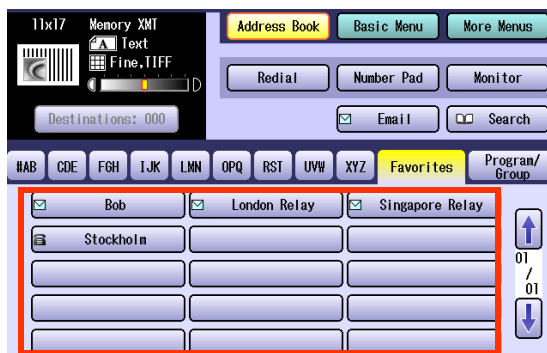 11x17 Memory XMT
A Text
Fine,TIFF
D
Destinations: 000
Address Book Basic Menu More Menus
Redial Number Pad Monitor
Email Search
#AB CDE FGH IJK LMN OPQ RST UVW XYZ Favorites Program/
Group
Bob London Relay Singapore Relay
Stockholm
01
/
01